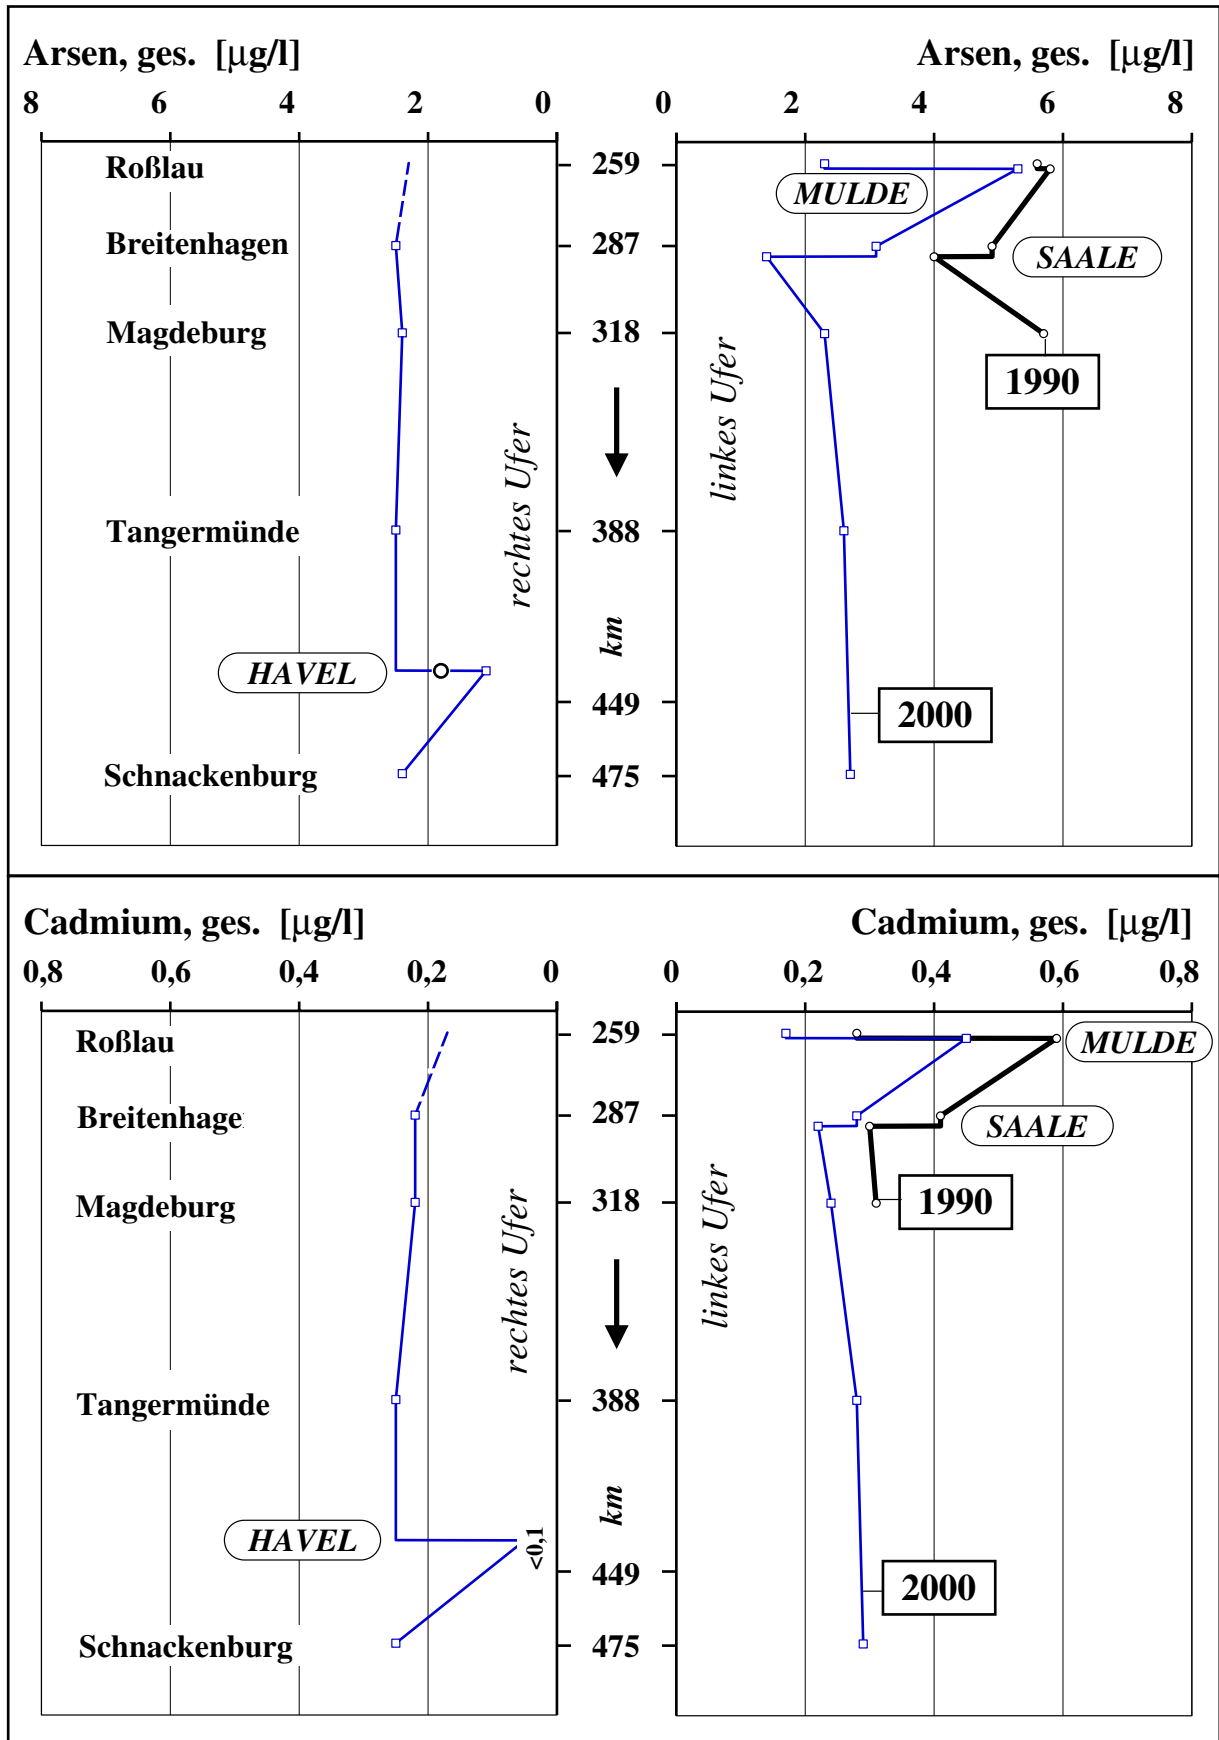 Arsen, ges. [µg/l] Arsen, ges. [µg/l]
8 6 4 2 0 0 2 4 6 8
Roßlau 259
MULDE
Breitenhagen 287 SAALE
Magdeburg 318
1990
rechtes Ufer
linkes Ufer
Tangermünde 388
km
HAVEL
449 2000
Schnackenburg 475
Cadmium, ges. [µg/l] Cadmium, ges. [µg/l]
0,8 0,6 0,4 0,2 0 0 0,2 0,4 0,6 0,8
Roßlau 259 MULDE
Breitenhage 287 SAALE
Magdeburg 318 1990
rechtes Ufer
linkes Ufer
Tangermünde 388
km
HAVEL <0,1
449 2000
Schnackenburg 475